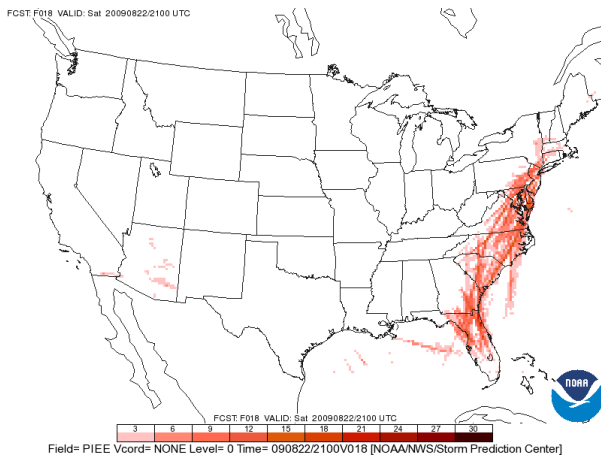 FCST: F018 VALID: Sat 20090822/2100 UTC
NOAA
FCST: F018 VALID: Sat 20090822/2100 UTC
3 6 9 12 15 18 21 24 27 30
Field= PIEE Vcord= NONE Level= 0 Time= 090822/2100V018 [NOAA/NWS/Storm Prediction Center]